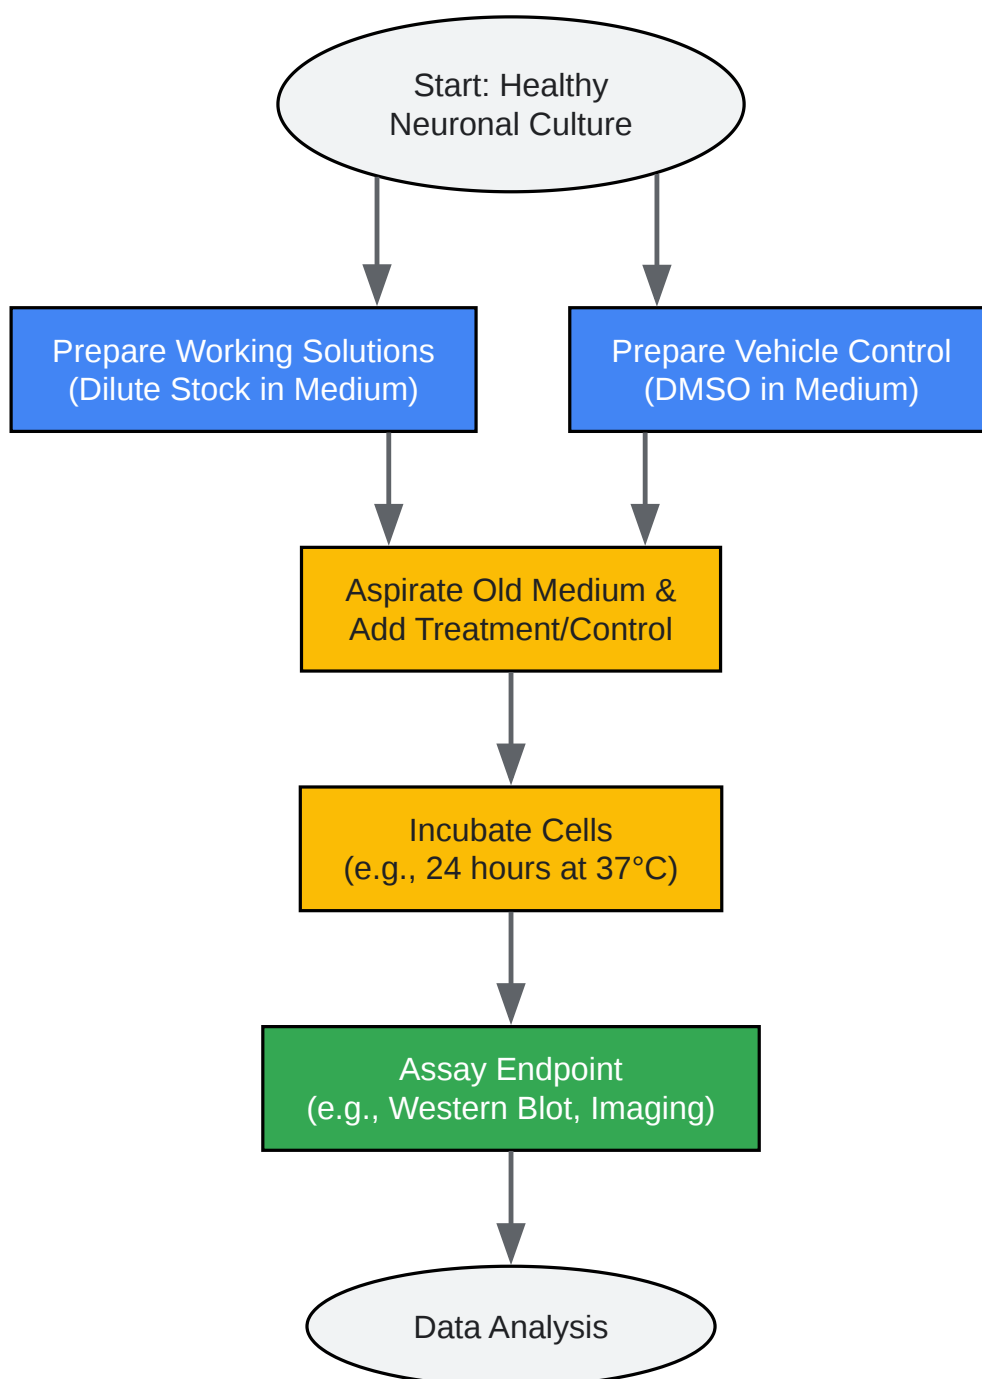 Start: Healthy
Neuronal Culture
Prepare Working Solutions
(Dilute Stock in Medium)
Prepare Vehicle Control
(DMSO in Medium)
Aspirate Old Medium &
Add Treatment/Control
Incubate Cells
(e.g., 24 hours at 37°C)
Assay Endpoint
(e.g., Western Blot, Imaging)
Data Analysis